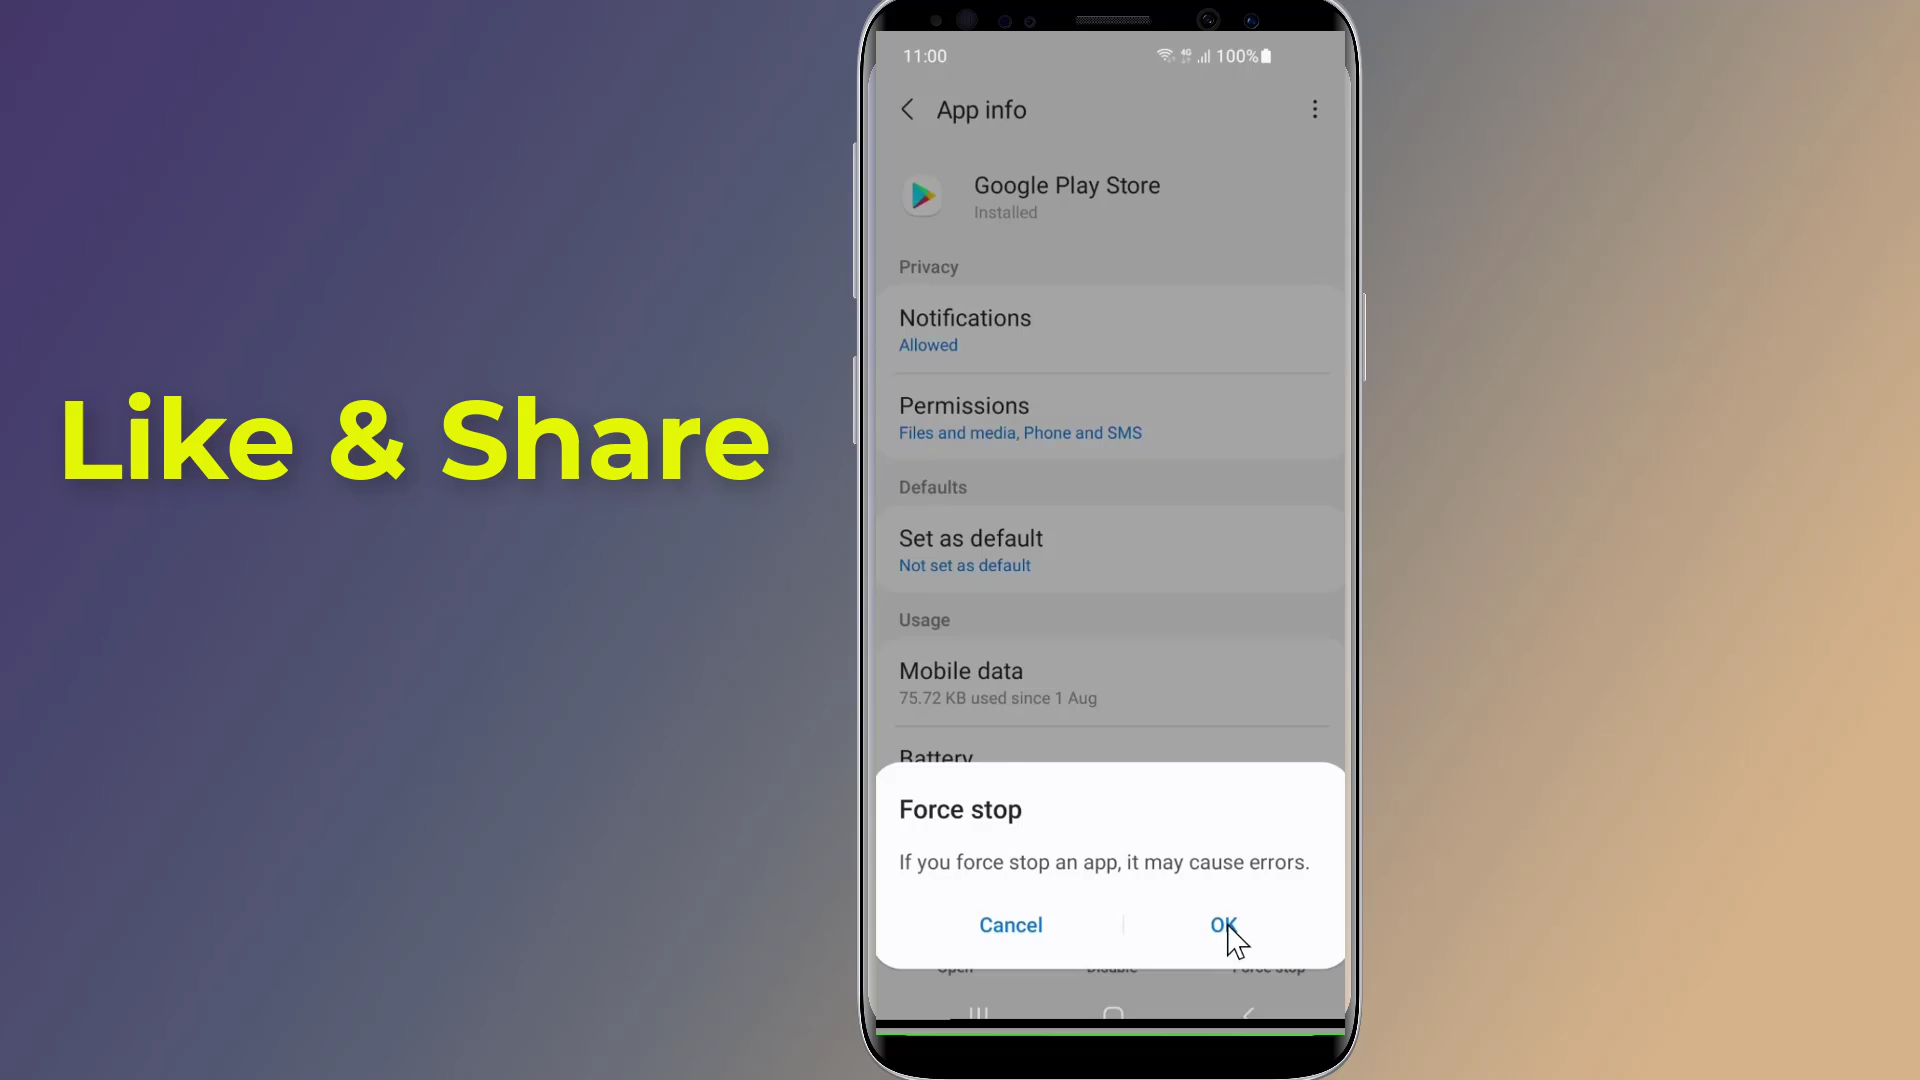 11:00
4G
100%
App info
Google Play Store
Installed
Privacy
Notifications
Allowed
Permissions
Files and media, Phone and SMS
Defaults
Set as default
Not set as default
Usage
Mobile data
75.72 KB used since 1 Aug
Battery
Like & Share
Force stop
If you force stop an app, it may cause errors.
Cancel
OK
Open
Disable
Force stop